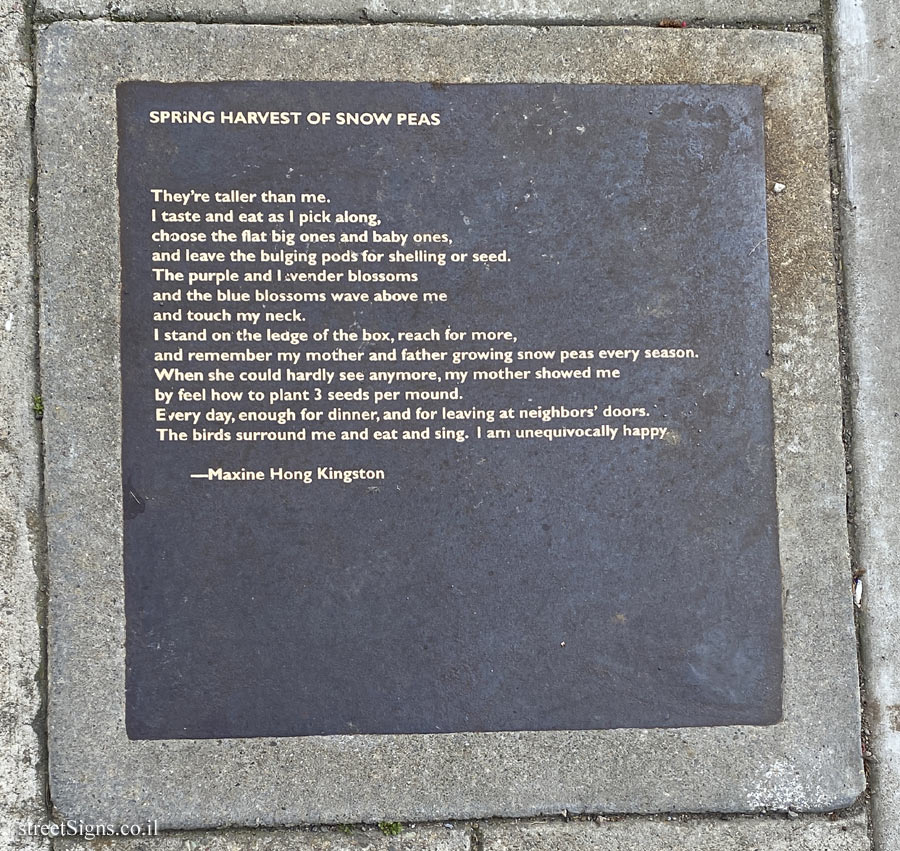 SPRING HARVEST OF SNOW PEAS
They're taller than me.
I taste and eat as I pick along,
choose the flat big ones and baby ones,
and leave the bulging pods for shelling or seed.
The purple and lavender blossoms
and the blue blossoms wave above me
and touch my neck.
I stand on the ledge of the box, reach for more,
and remember my mother and father growing snow peas every season.
When she could hardly see anymore, my mother showed me
by feel how to plant 3 seeds per mound.
Every day, enough for dinner, and for leaving at neighbors' doors.
The birds surround me and eat and sing. I am unequivocally happy.
—Maxine Hong Kingston
streetSigns.co.il